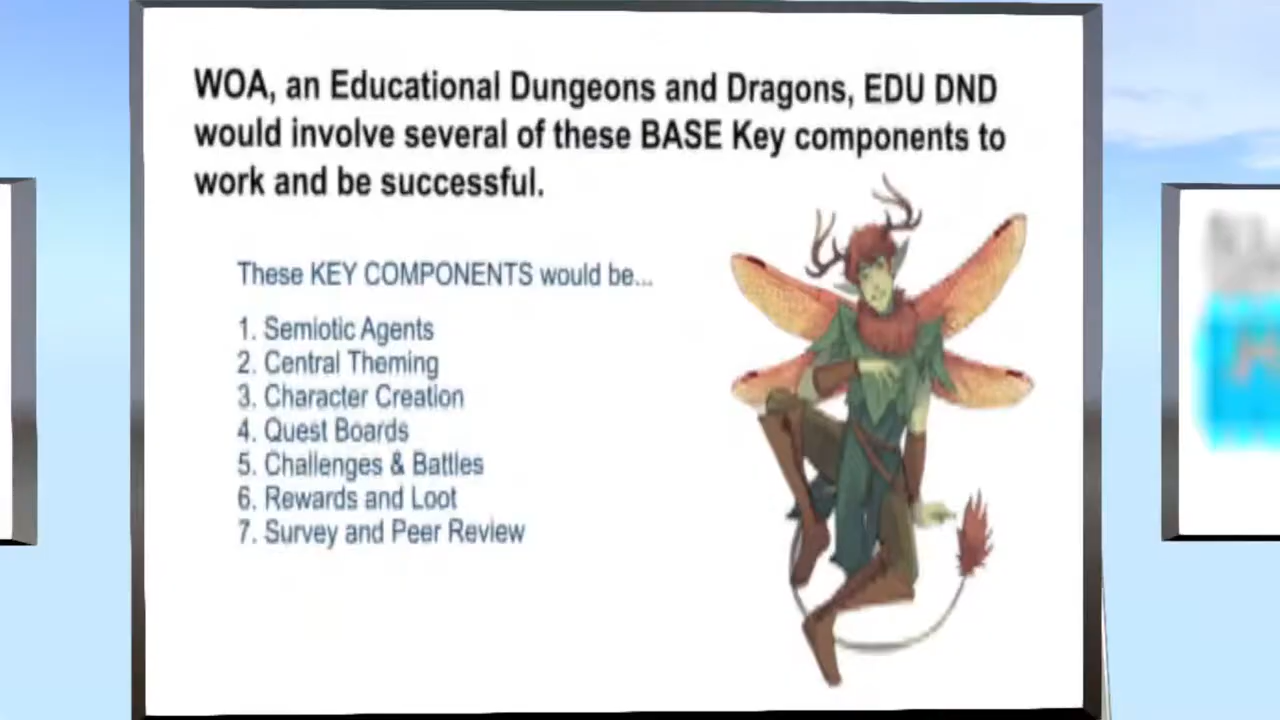 WOA, an Educational Dungeons and Dragons, EDU DND
would involve several of these BASE Key components to
work and be successful.
These KEY COMPONENTS would be...
1. Semiotic Agents
2. Central Theming
3. Character Creation
4. Quest Boards
5. Challenges & Battles
6. Rewards and Loot
7. Survey and Peer Review